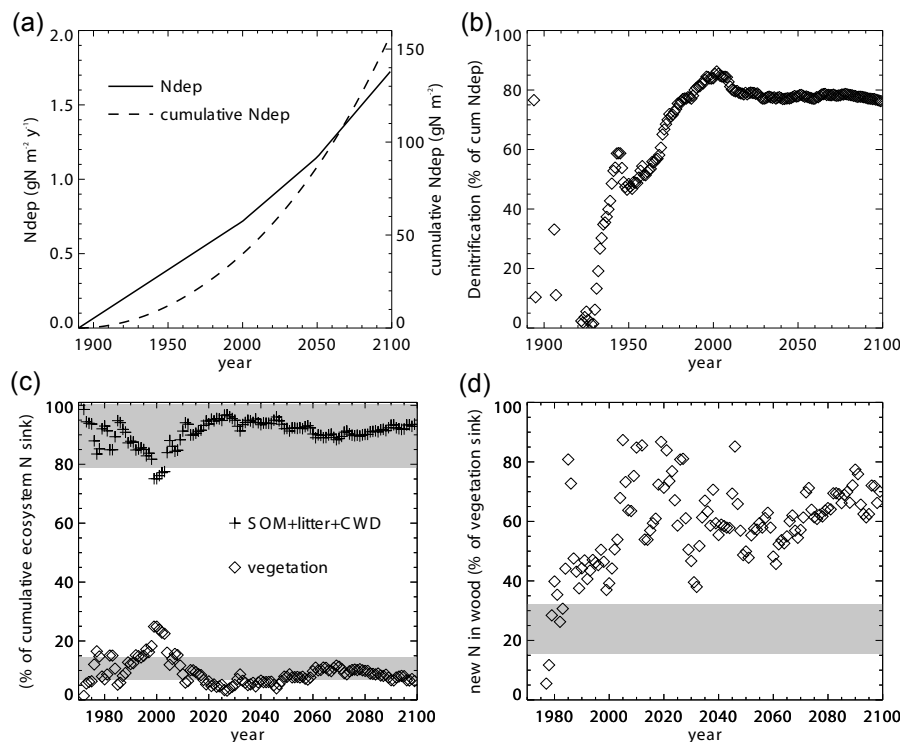 (a)
2.0
1.5
1.0
0.5
0.0
Ndep (gN m⁻² y⁻¹)
Ndep
cumulative Ndep
150
100
50
0
cumulative Ndep (gN m⁻²)
1900 1950 2000 2050 2100
year
(b)
100
80
60
40
20
0
Denitrification (% of cum Ndep)
1900 1950 2000 2050 2100
year
(c)
100
80
60
40
20
0
(% of cumulative ecosystem N sink)
SOM+litter+CWD
vegetation
1980 2000 2020 2040 2060 2080 2100
year
(d)
100
80
60
40
20
0
new N in wood (% of vegetation sink)
1980 2000 2020 2040 2060 2080 2100
year